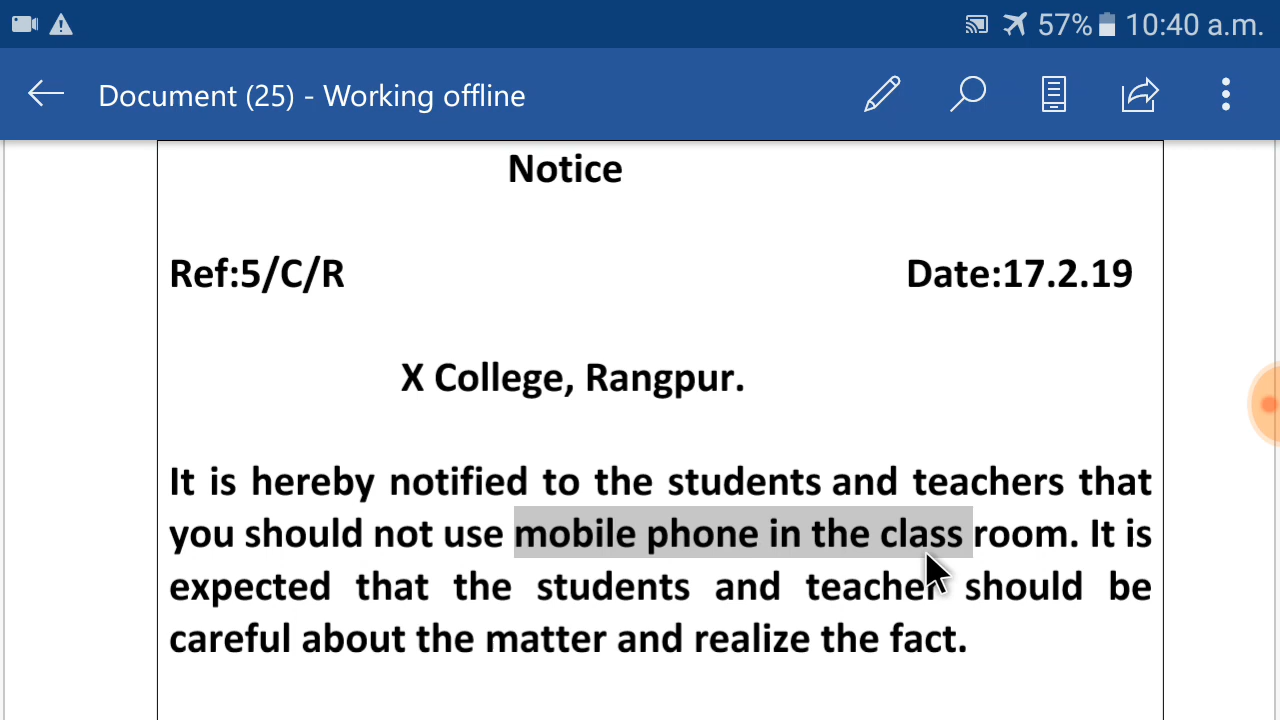 57% 10:40 a.m.
Document (25) - Working offline
Notice
Ref:5/C/R Date:17.2.19
X College, Rangpur.
It is hereby notified to the students and teachers that
you should not use mobile phone in the class room. It is
expected that the students and teacher should be
careful about the matter and realize the fact.